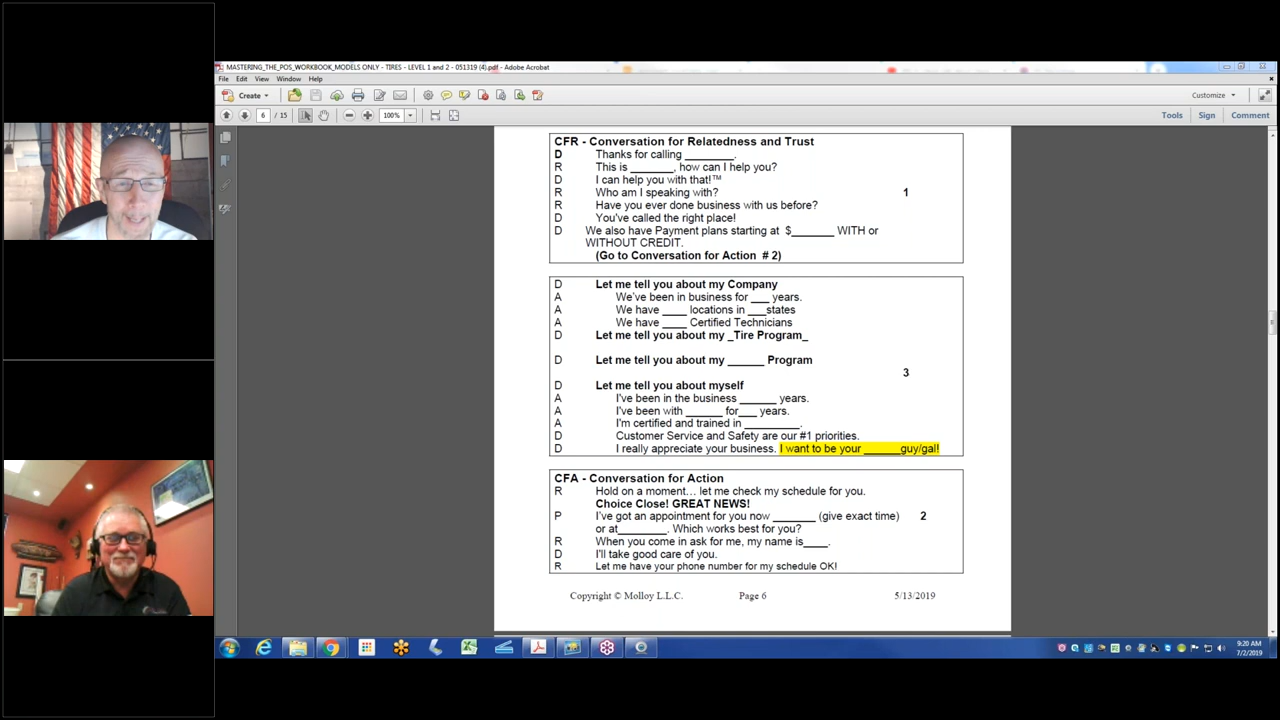 MASTERING_THE_POS_WORKBOOK_MODELS ONLY - TIRES - LEVEL 1 and 2 - 051319 (4).pdf - Adobe Acrobat
File Edit View Window Help
Create Customize
6 / 15 100% Tools Sign Comment
CFR - Conversation for Relatedness and Trust
D Thanks for calling ________.
R This is _______, how can I help you?
D I can help you with that!™
R Who am I speaking with? 1
R Have you ever done business with us before?
D You've called the right place!
D We also have Payment plans starting at $_______ WITH or
WITHOUT CREDIT.
(Go to Conversation for Action # 2)
D Let me tell you about my Company
A We've been in business for ___ years.
A We have ____ locations in ___states
A We have ____ Certified Technicians
D Let me tell you about my _Tire Program_
D Let me tell you about my ______ Program
3
D Let me tell you about myself
A I've been in the business ______ years.
A I've been with ______ for___ years.
A I'm certified and trained in _________.
D Customer Service and Safety are our #1 priorities.
D I really appreciate your business. I want to be your ______guy/gal!
CFA - Conversation for Action
R Hold on a moment… let me check my schedule for you.
Choice Close! GREAT NEWS!
P I've got an appointment for you now _______ (give exact time) 2
or at________. Which works best for you?
R When you come in ask for me, my name is____.
D I'll take good care of you.
R Let me have your phone number for my schedule OK!
Copyright © Molloy L.L.C. Page 6 5/13/2019
9:20 AM
7/2/2019